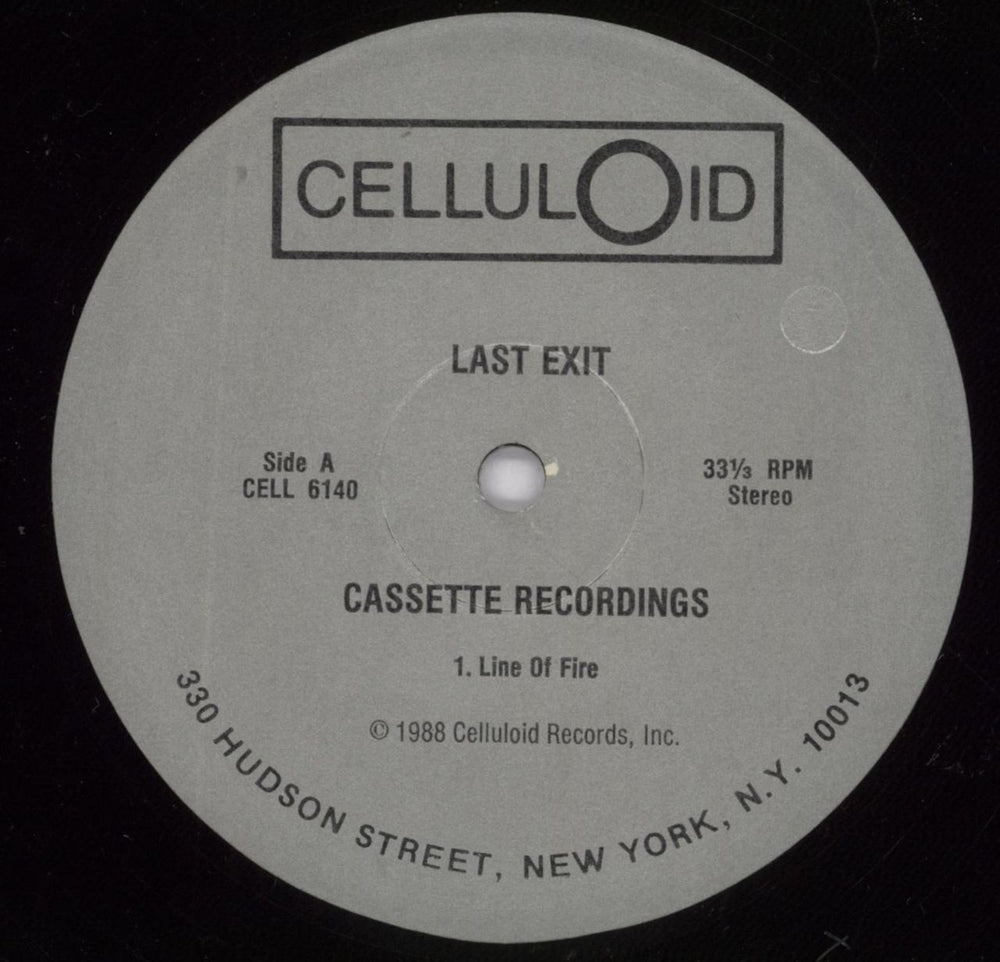 CELLULOID
LAST EXIT
Side A
CELL 6140
33⅓ RPM
Stereo
CASSETTE RECORDINGS
1. Line Of Fire
© 1988 Celluloid Records, Inc.
330 HUDSON STREET, NEW YORK, N.Y. 10013